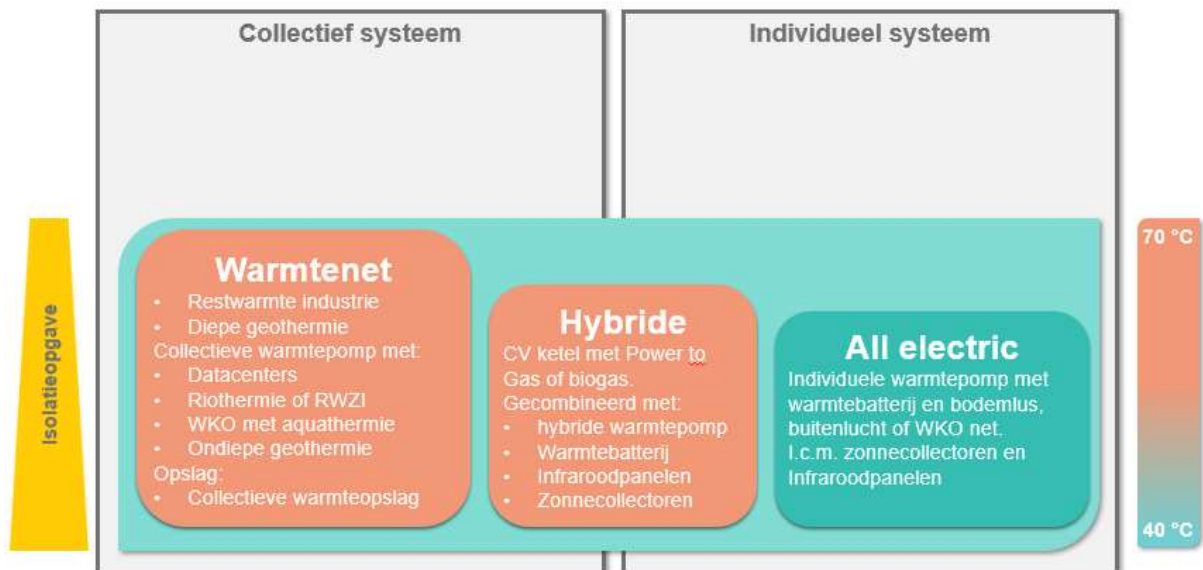 Collectief systeem
Individueel systeem
Isolatieopgave
Warmtenet
• Restwarmte industrie
• Diepe geothermie
Collectieve warmtepomp met:
• Datacenters
• Riothermie of RWZI
• WKO met aquathermie
• Ondiepe geothermie
Opslag:
• Collectieve warmteopslag
Hybride
CV ketel met Power to
Gas of biogas.
Gecombineerd met:
• hybride warmtepomp
• Warmtebatterij
• Infraroodpanelen
• Zonnecollectoren
All electric
Individuele warmtepomp met
warmtebatterij en bodemlus,
buitenlucht of WKO net.
I.c.m. zonnecollectoren en
Infraroodpanelen
70 °C
40 °C